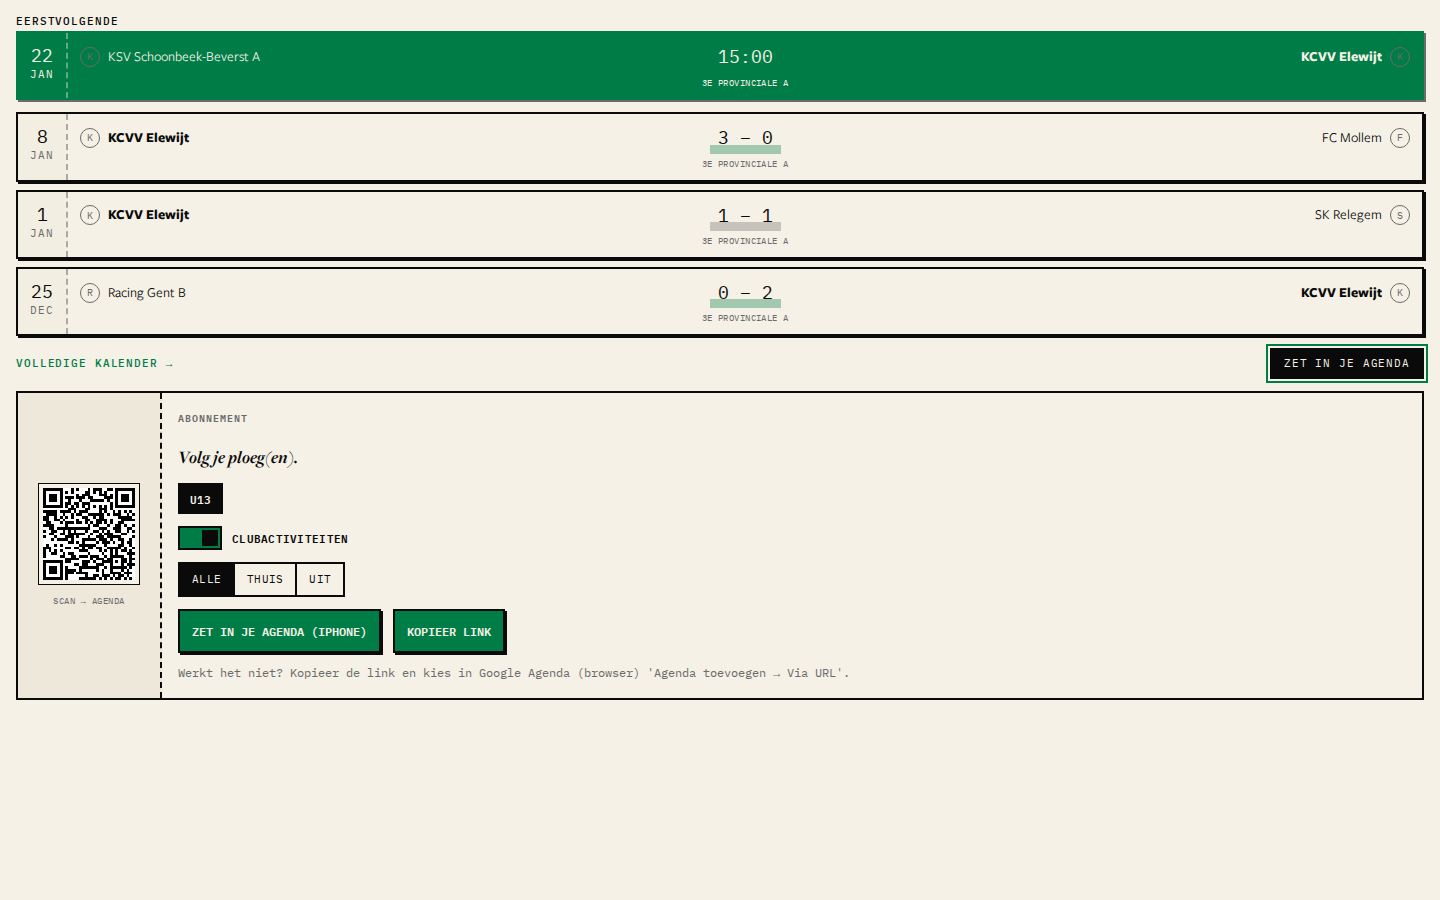 EERSTVOLGENDE
22 JAN K KSV Schoonbeek-Beverst A 15:00 KCVV Elewijt K
3E PROVINCIALE A
8 JAN K KCVV Elewijt 3 – 0 FC Mollem F
3E PROVINCIALE A
1 JAN K KCVV Elewijt 1 – 1 SK Relegem S
3E PROVINCIALE A
25 DEC R Racing Gent B 0 – 2 KCVV Elewijt K
3E PROVINCIALE A
VOLLEDIGE KALENDER → ZET IN JE AGENDA
ABONNEMENT
Volg je ploeg(en).
U13
CLUBACTIVITEITEN
ALLE THUIS UIT
SCAN → AGENDA
ZET IN JE AGENDA (IPHONE) KOPIEER LINK
Werkt het niet? Kopieer de link en kies in Google Agenda (browser) 'Agenda toevoegen → Via URL'.